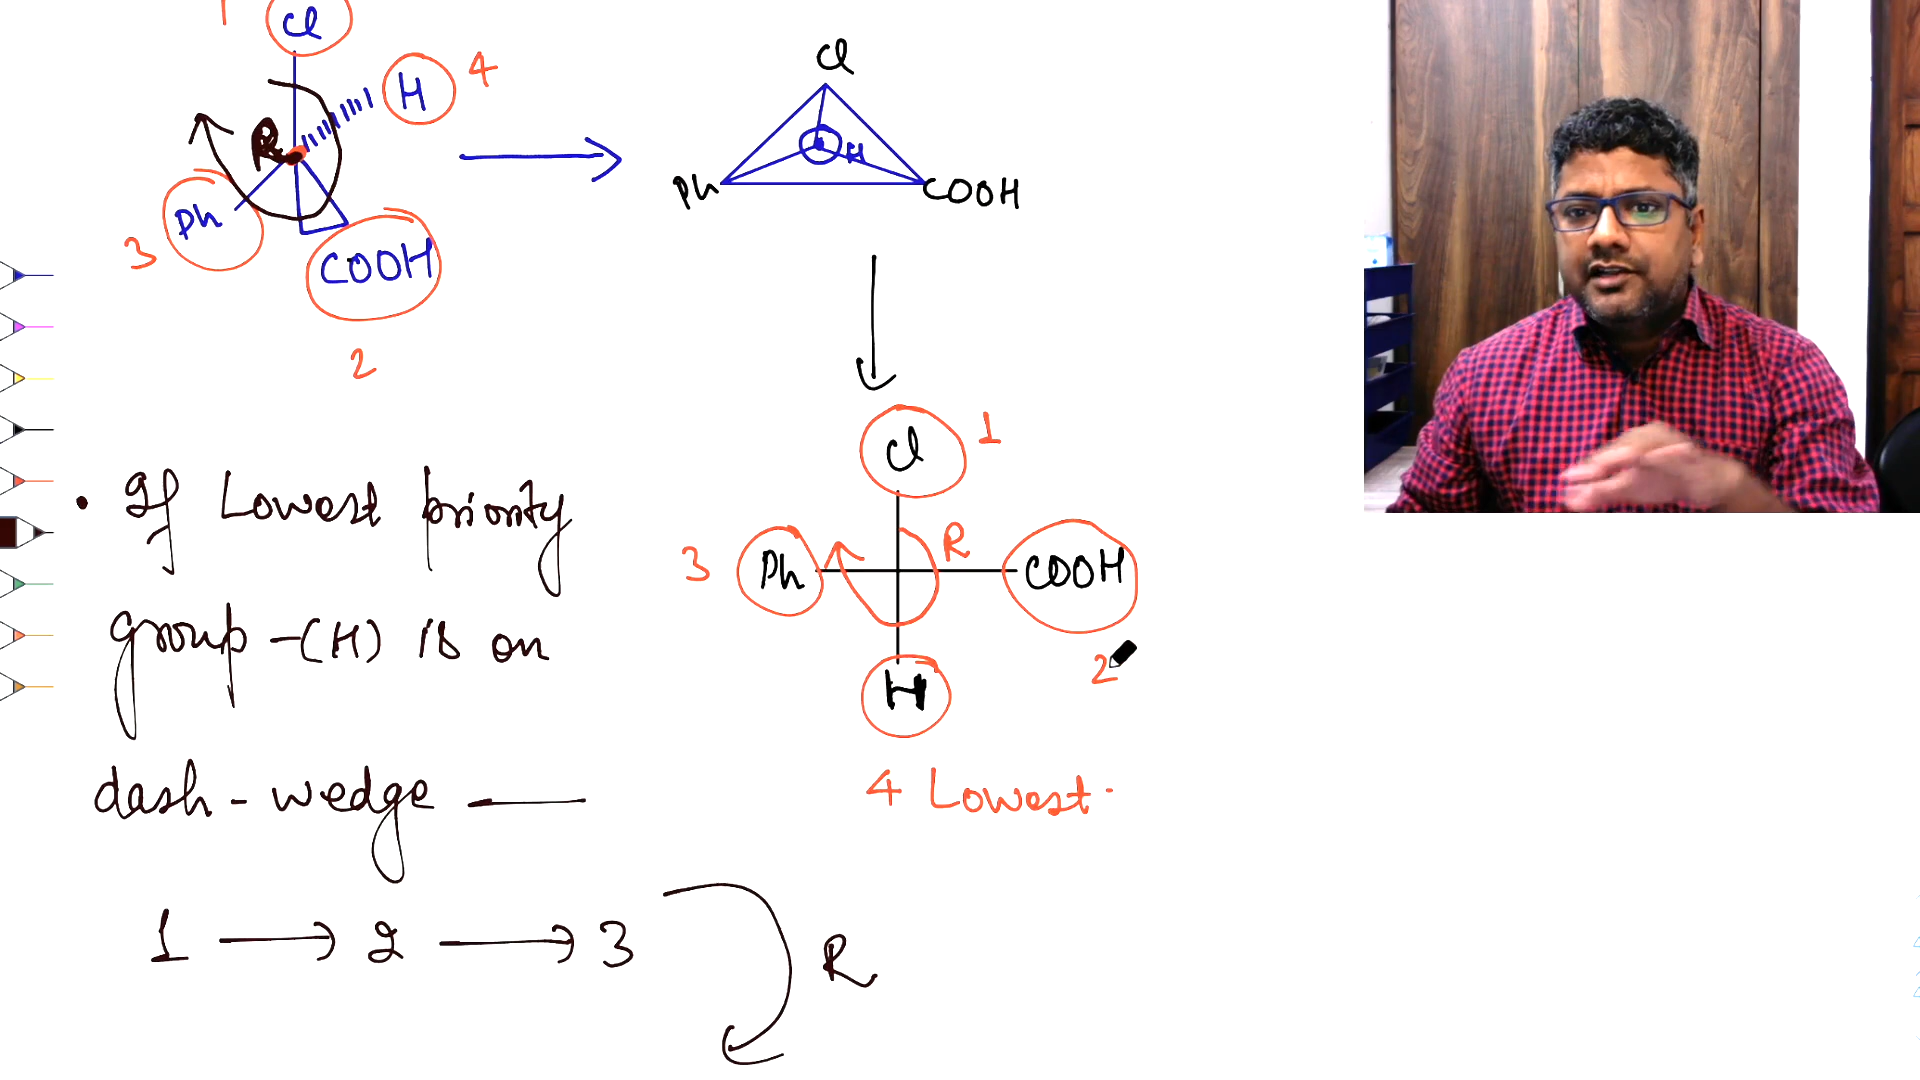 1
Cl
H 4
R
Ph
3
COOH
2
Cl
H
Ph COOH
Cl 1
3 Ph R COOH
2
H
4 Lowest.
• If Lowest priority
group -(H) is on
dash - wedge —
1 → 2 → 3 R